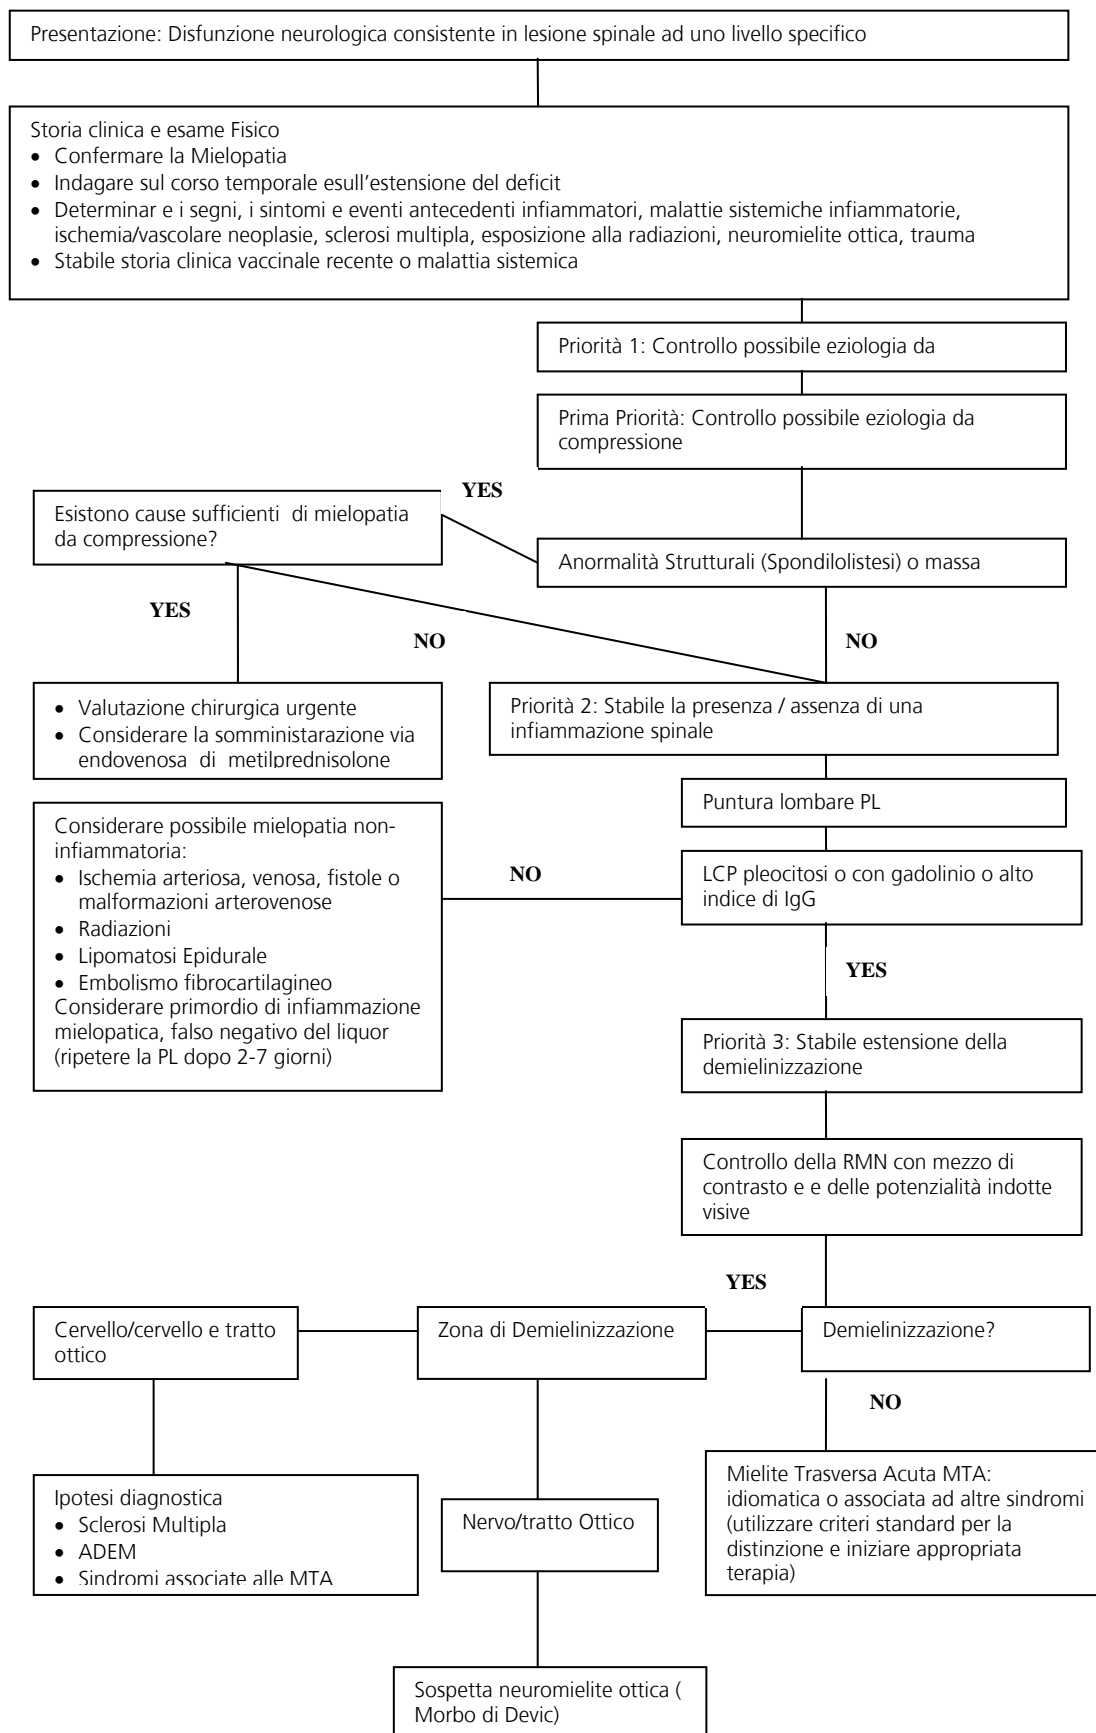 Presentazione: Disfunzione neurologica consistente in lesione spinale ad uno livello specifico
Storia clinica e esame Fisico
• Confermare la Mielopatia
• Indagare sul corso temporale esull'estensione del deficit
• Determinar e i segni, i sintomi e eventi antecedenti infiammatori, malattie sistemiche infiammatorie,
ischemia/vascolare neoplasie, sclerosi multipla, esposizione alla radiazioni, neuromielite ottica, trauma
• Stabile storia clinica vaccinale recente o malattia sistemica
Priorità 1: Controllo possibile eziologia da
Prima Priorità: Controllo possibile eziologia da
compressione
YES
Esistono cause sufficienti di mielopatia
da compressione?
Anormalità Strutturali (Spondilolistesi) o massa
YES
NO
NO
• Valutazione chirurgica urgente
• Considerare la somministarazione via
endovenosa di metilprednisolone
Priorità 2: Stabile la presenza / assenza di una
infiammazione spinale
Puntura lombare PL
Considerare possibile mielopatia non-
infiammatoria:
• Ischemia arteriosa, venosa, fistole o
malformazioni arterovenose
• Radiazioni
• Lipomatosi Epidurale
• Embolismo fibrocartilagineo
Considerare primordio di infiammazione
mielopatica, falso negativo del liquor
(ripetere la PL dopo 2-7 giorni)
NO
LCP pleocitosi o con gadolinio o alto
indice di IgG
YES
Priorità 3: Stabile estensione della
demielinizzazione
Controllo della RMN con mezzo di
contrasto e e delle potenzialità indotte
visive
YES
Cervello/cervello e tratto
ottico
Zona di Demielinizzazione
Demielinizzazione?
NO
Ipotesi diagnostica
• Sclerosi Multipla
• ADEM
• Sindromi associate alle MTA
Nervo/tratto Ottico
Mielite Trasversa Acuta MTA:
idiomatica o associata ad altre sindromi
(utilizzare criteri standard per la
distinzione e iniziare appropriata
terapia)
Sospetta neuromielite ottica (
Morbo di Devic)